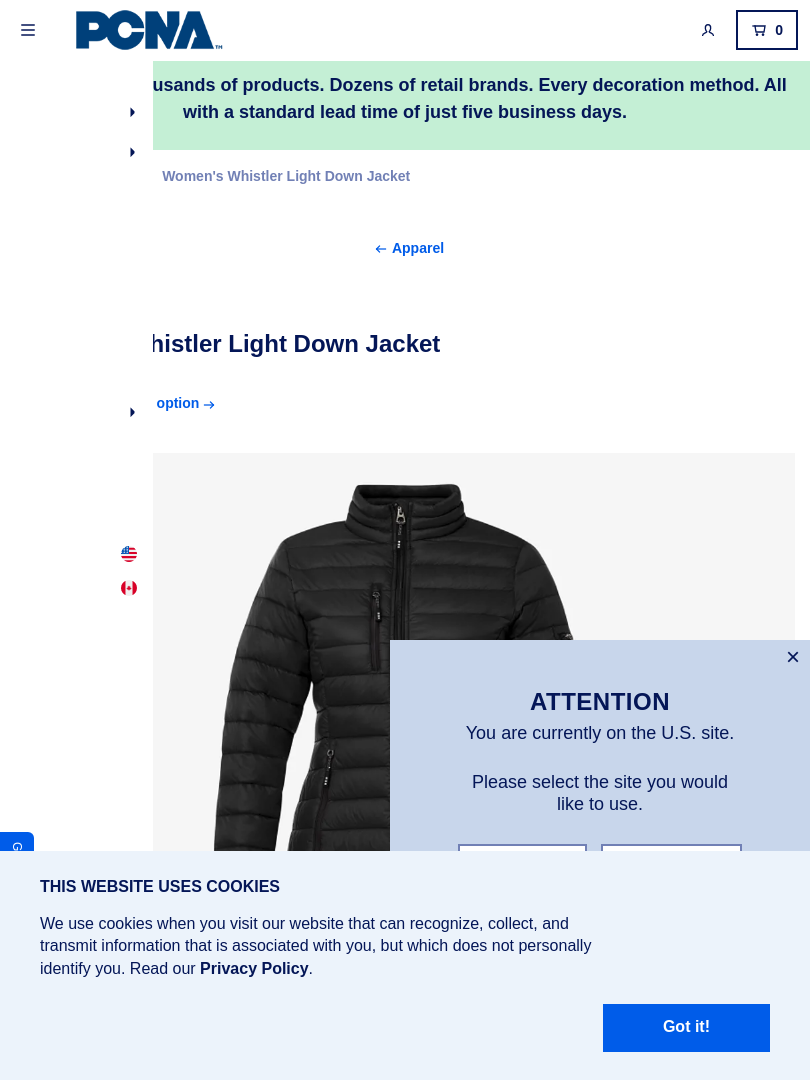 PCNA™
0
usands of products. Dozens of retail brands. Every decoration method. All
with a standard lead time of just five business days.
Women's Whistler Light Down Jacket
← Apparel
histler Light Down Jacket
option →
ATTENTION
You are currently on the U.S. site.
Please select the site you would
like to use.
G
THIS WEBSITE USES COOKIES
We use cookies when you visit our website that can recognize, collect, and
transmit information that is associated with you, but which does not personally
identify you. Read our Privacy Policy.
Got it!